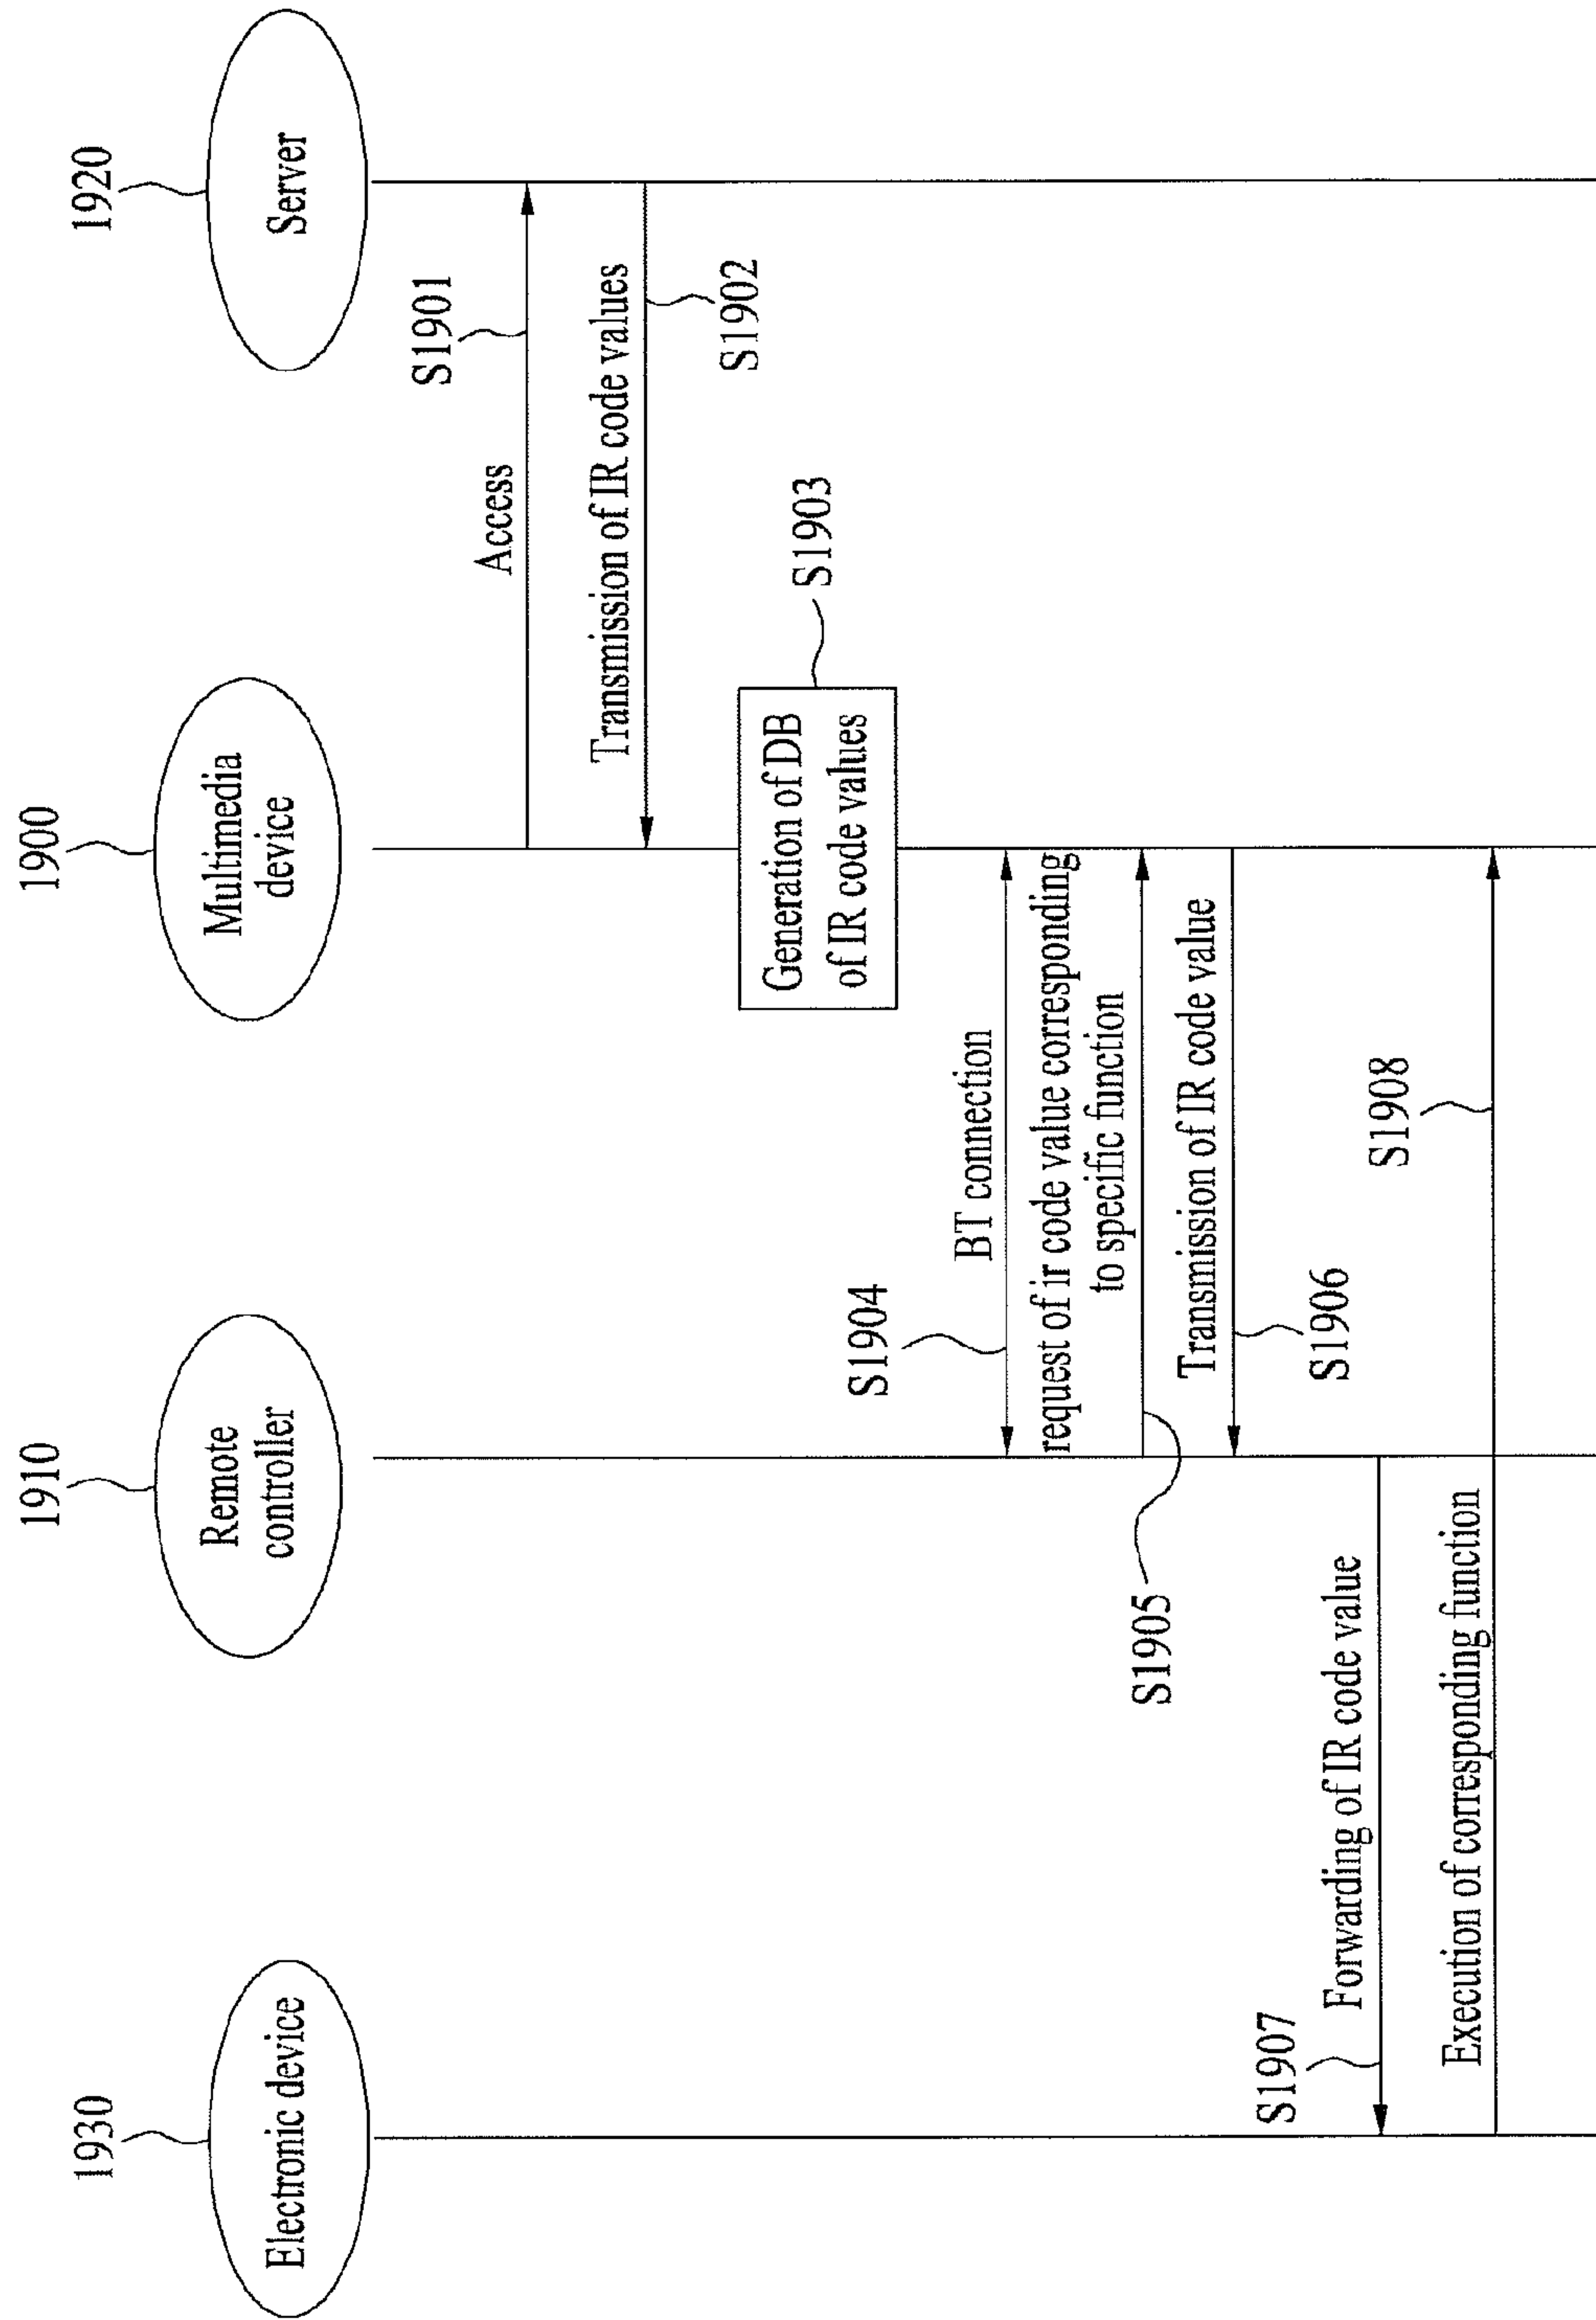 1930
Electronic device
1910
Remote
controller
1900
Multimedia
device
1920
Server
Access
S1901
Transmission of IR code values
S1902
Generation of DB
of IR code values
S1903
S1904
BT connection
request of ir code value corresponding
to specific function
S1905
Transmission of IR code value
S1906
S1907
Forwarding of IR code value
Execution of corresponding function
S1908